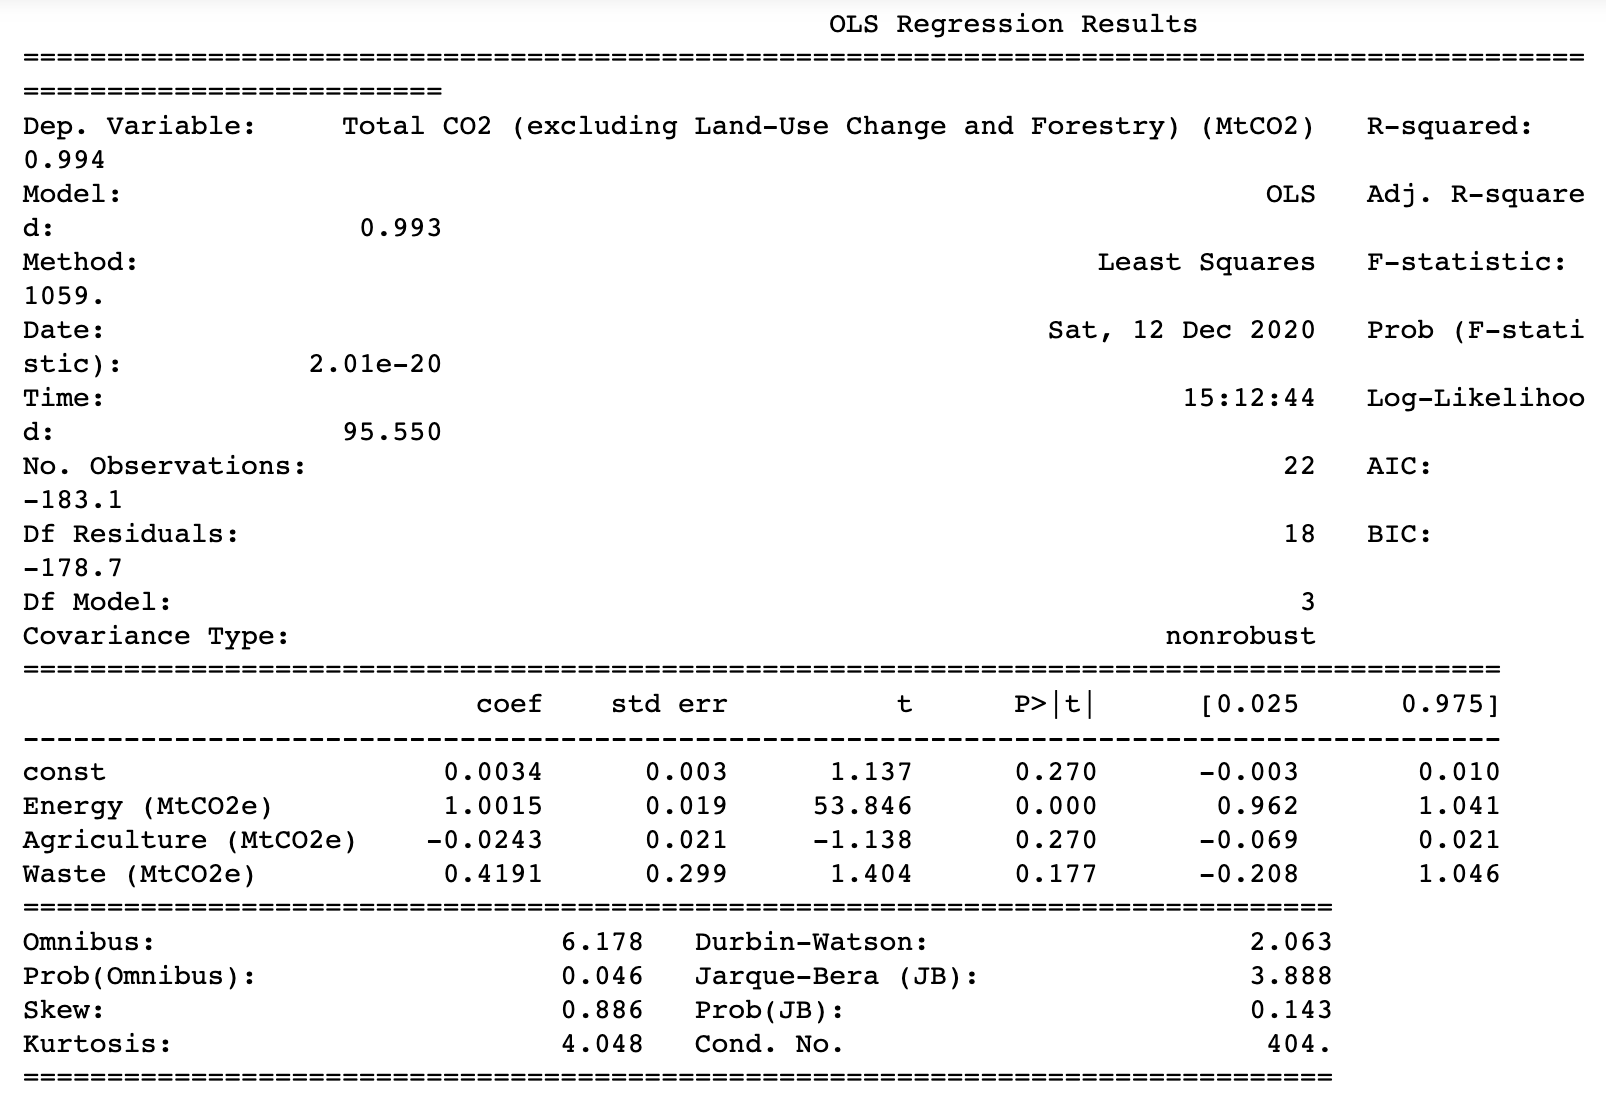 OLS Regression Results
=============================================================================================
=========================
Dep. Variable:     Total CO2 (excluding Land-Use Change and Forestry) (MtCO2)   R-squared:
0.994
Model:                                                                    OLS   Adj. R-square
d:                  0.993
Method:                                                         Least Squares   F-statistic:
1059.
Date:                                                        Sat, 12 Dec 2020   Prob (F-stati
stic):           2.01e-20
Time:                                                                15:12:44   Log-Likelihoo
d:                 95.550
No. Observations:                                                          22   AIC:
-183.1
Df Residuals:                                                              18   BIC:
-178.7
Df Model:                                                                   3
Covariance Type:                                                    nonrobust
========================================================================================
                           coef    std err          t      P>|t|      [0.025      0.975]
----------------------------------------------------------------------------------------
const                    0.0034      0.003      1.137      0.270      -0.003       0.010
Energy (MtCO2e)          1.0015      0.019     53.846      0.000       0.962       1.041
Agriculture (MtCO2e)    -0.0243      0.021     -1.138      0.270      -0.069       0.021
Waste (MtCO2e)           0.4191      0.299      1.404      0.177      -0.208       1.046
==============================================================================
Omnibus:                        6.178   Durbin-Watson:                   2.063
Prob(Omnibus):                  0.046   Jarque-Bera (JB):                3.888
Skew:                           0.886   Prob(JB):                        0.143
Kurtosis:                       4.048   Cond. No.                         404.
==============================================================================